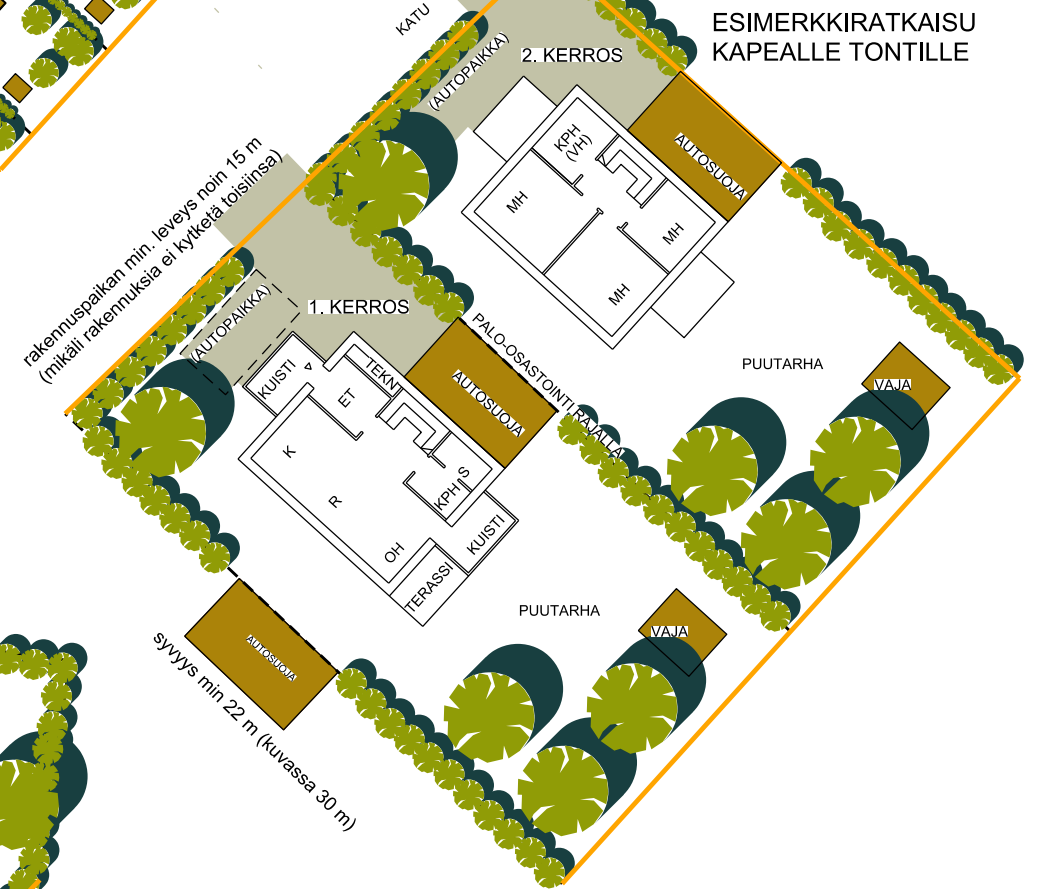 ESIMERKKIRATKAISU
KAPEALLE TONTILLE
KATU
(AUTOPAIKKA)
2. KERROS
KPH
(VH)
AUTOSUOJA
MH
MH
MH
rakennuspaikan min. leveys noin 15 m
(mikäli rakennuksia ei kytketä toisiinsa)
(AUTOPAIKKA)
1. KERROS
PALO-OSASTOINTI RAJALLA
PUUTARHA
VAJA
KUISTI
ET
TEKN
AUTOSUOJA
K
R
S
KPH
KUISTI
OH
TERASSI
PUUTARHA
VAJA
AUTOSUOJA
syvyys min 22 m (kuvassa 30 m)